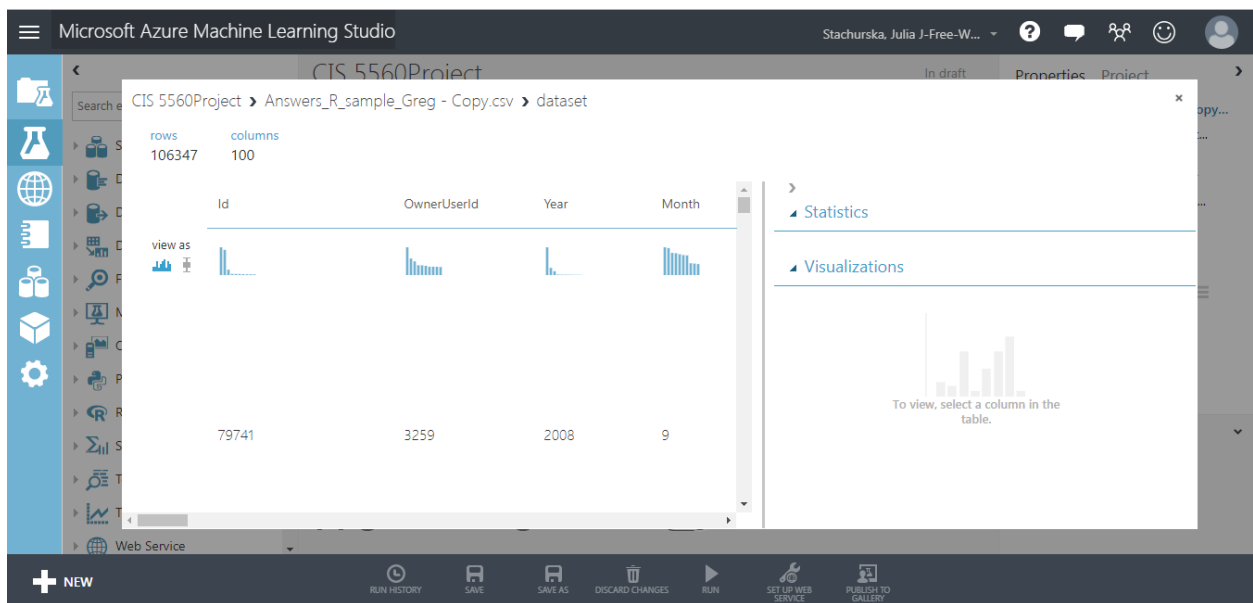 Microsoft Azure Machine Learning Studio
Stachurska, Julia J-Free-W...
CIS 5560Project
In draft
Properties Project
Search e
CIS 5560Project > Answers_R_sample_Greg - Copy.csv > dataset
×
opy...
rows columns
106347 100
Id OwnerUserId Year Month
view as
79741 3259 2008 9
Statistics
Visualizations
To view, select a column in the
table.
S
D
D
D
F
M
C
P
R
S
T
T
Web Service
NEW
RUN HISTORY SAVE SAVE AS DISCARD CHANGES RUN SET UP WEB SERVICE PUBLISH TO GALLERY